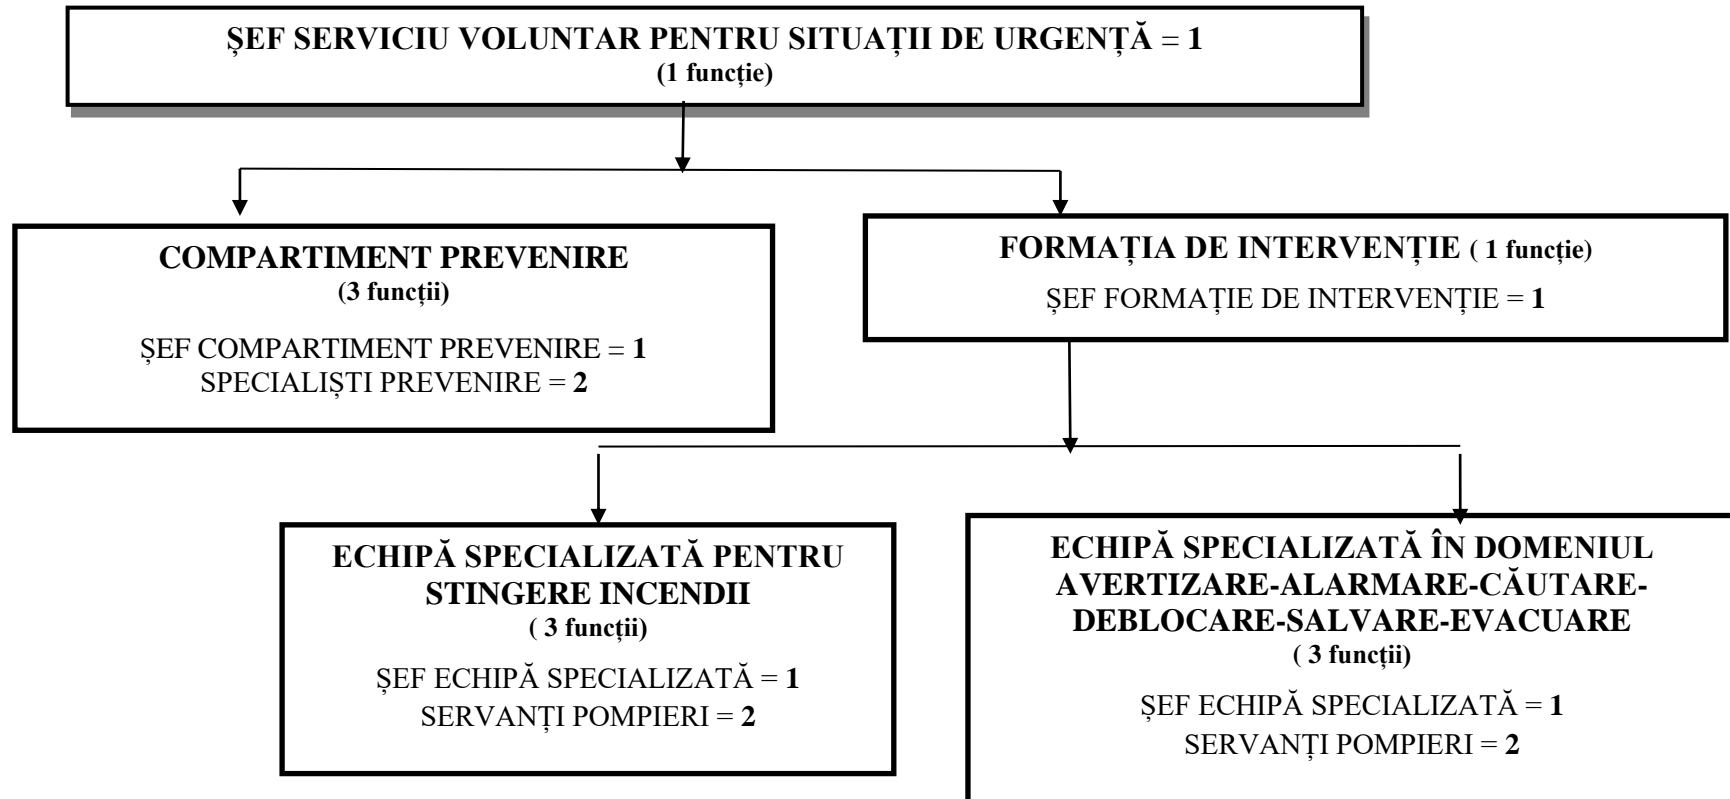 ȘEF SERVICIU VOLUNTAR PENTRU SITUAȚII DE URGENȚĂ = 1
(1 funcție)
COMPARTIMENT PREVENIRE
(3 funcții)
ȘEF COMPARTIMENT PREVENIRE = 1
SPECIALIȘTI PREVENIRE = 2
FORMAȚIA DE INTERVENȚIE ( 1 funcție)
ȘEF FORMAȚIE DE INTERVENȚIE = 1
ECHIPĂ SPECIALIZATĂ PENTRU
STINGERE INCENDII
( 3 funcții)
ȘEF ECHIPĂ SPECIALIZATĂ = 1
SERVANȚI POMPIERI = 2
ECHIPĂ SPECIALIZATĂ ÎN DOMENIUL
AVERTIZARE-ALARMARE-CĂUTARE-
DEBLOCARE-SALVARE-EVACUARE
( 3 funcții)
ȘEF ECHIPĂ SPECIALIZATĂ = 1
SERVANȚI POMPIERI = 2